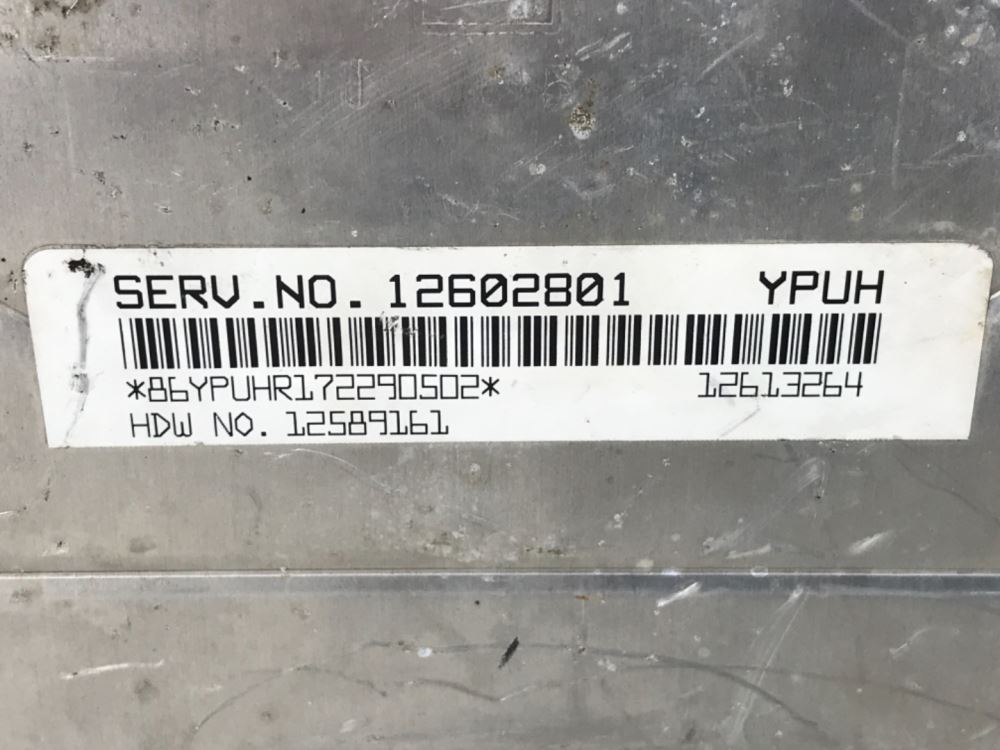 SERV.NO. 12602801 YPUH
*86YPUHR172290502* 12613264
HDW NO. 12589161